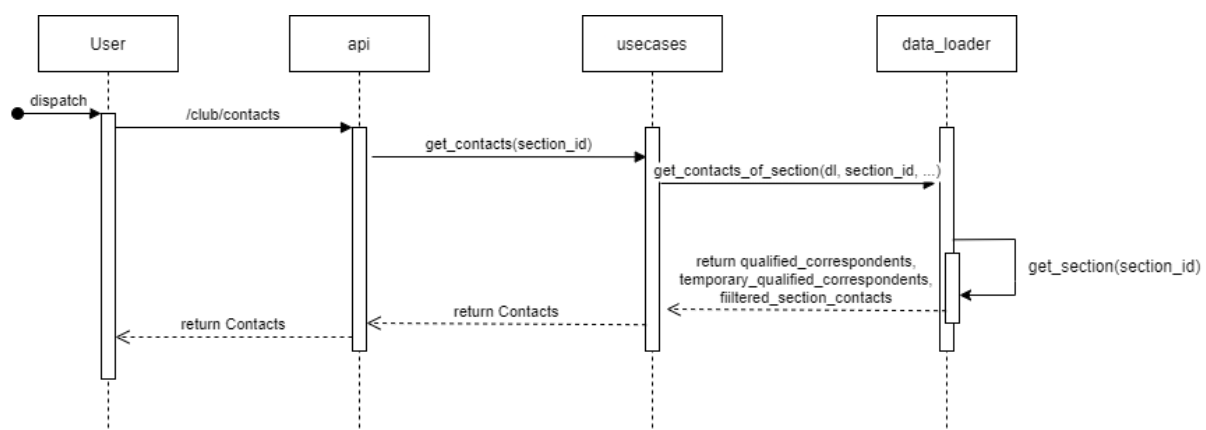 User
api
usecases
data_loader
dispatch
/club/contacts
get_contacts(section_id)
get_contacts_of_section(dl, section_id, ...)
get_section(section_id)
return qualified_correspondents,
temporary_qualified_correspondents,
fiiltered_section_contacts
return Contacts
return Contacts